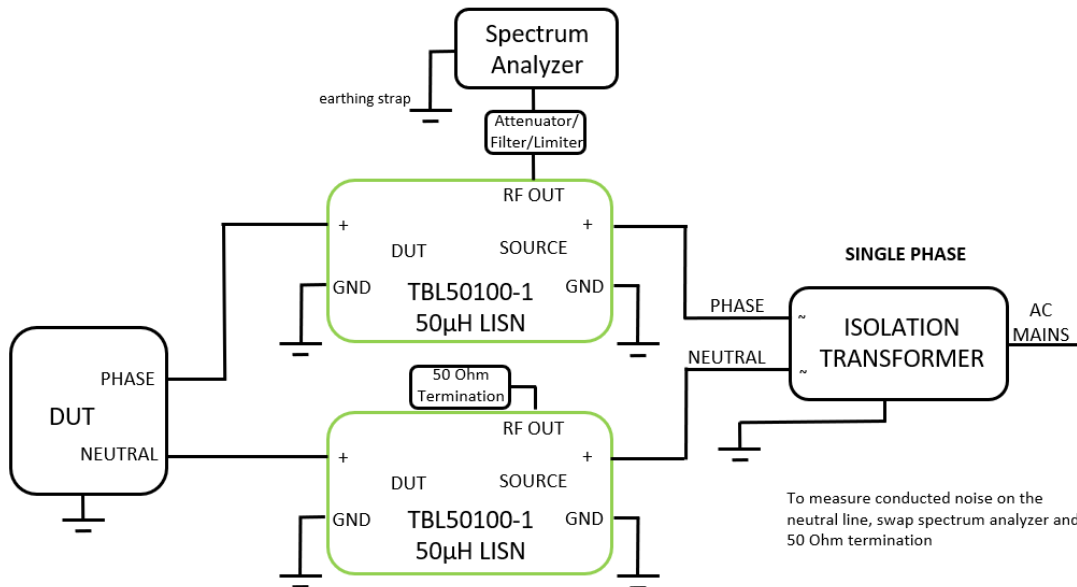 Spectrum
Analyzer
earthing strap
Attenuator/
Filter/Limiter
RF OUT
+
+
DUT
SOURCE
GND
GND
TBL50100-1
50µH LISN
SINGLE PHASE
PHASE
~
ISOLATION
TRANSFORMER
AC
MAINS
NEUTRAL
~
PHASE
DUT
NEUTRAL
50 Ohm
Termination
RF OUT
+
+
DUT
SOURCE
GND
GND
TBL50100-1
50µH LISN
To measure conducted noise on the
neutral line, swap spectrum analyzer and
50 Ohm termination